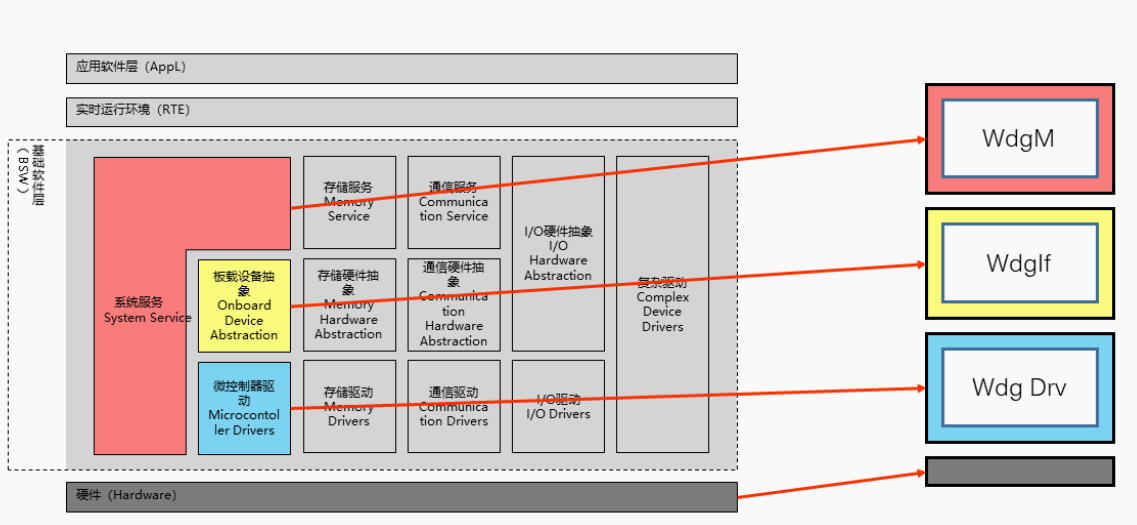 应用软件层（AppL）
实时运行环境（RTE）
基础软件层
（BSW）
系统服务
System Service
板载设备抽
象
Onboard
Device
Abstraction
微控制器驱
动
Microcontol
ler Drivers
存储服务
Memory
Service
存储硬件抽
象
Memory
Hardware
Abstraction
存储驱动
Memory
Drivers
通信服务
Communica
tion Service
通信硬件抽
象
Communica
tion
Hardware
Abstraction
通信驱动
Communica
tion Drivers
I/O硬件抽象
I/O
Hardware
Abstraction
I/O驱动
I/O Drivers
复杂驱动
Complex
Device
Drivers
硬件（Hardware）
WdgM
WdgIf
Wdg Drv